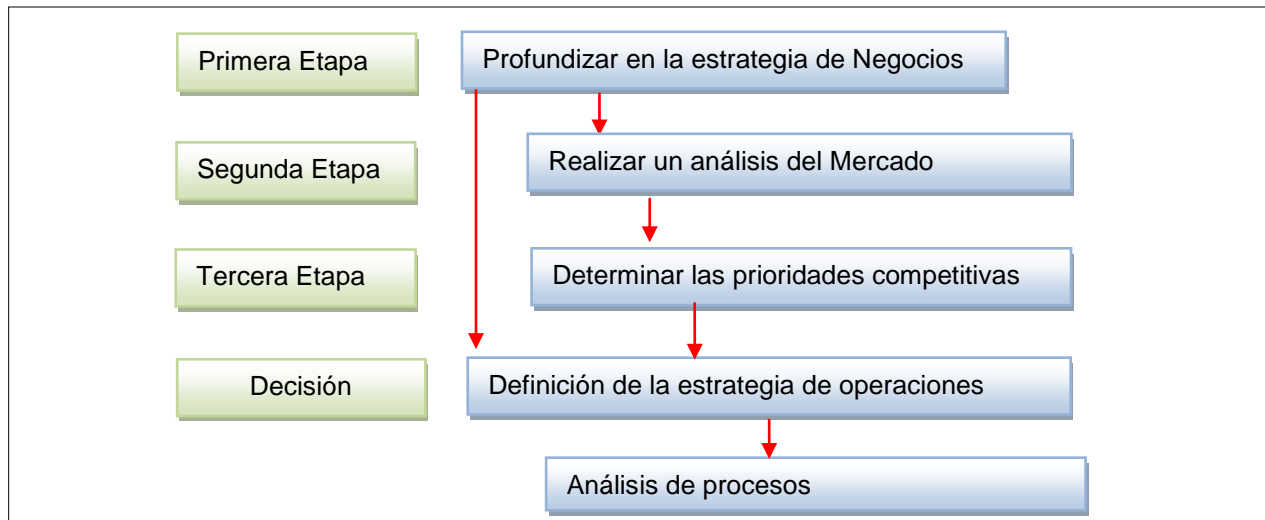 Primera Etapa
Profundizar en la estrategia de Negocios
Segunda Etapa
Realizar un análisis del Mercado
Tercera Etapa
Determinar las prioridades competitivas
Decisión
Definición de la estrategia de operaciones
Análisis de procesos